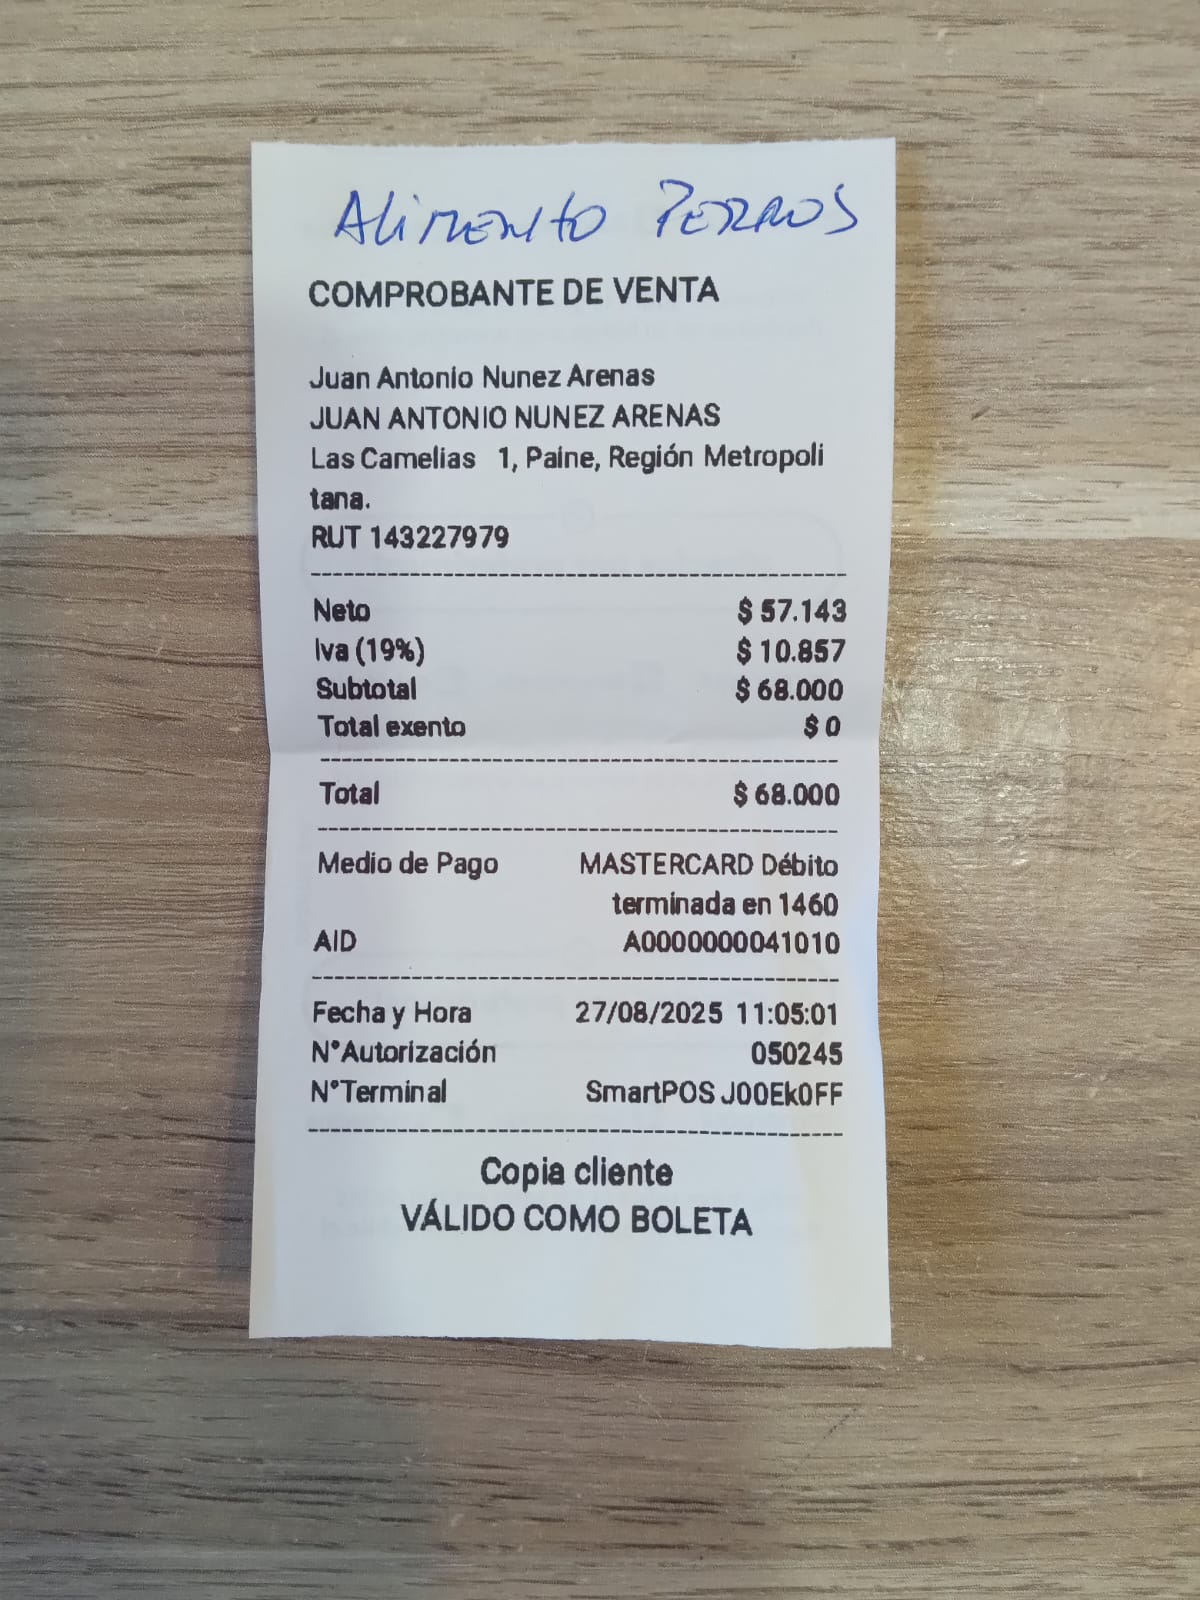 Alimento Perros
COMPROBANTE DE VENTA
Juan Antonio Nunez Arenas
JUAN ANTONIO NUNEZ ARENAS
Las Camelias 1, Paine, Región Metropoli
tana.
RUT 143227979
Neto $ 57.143
Iva (19%) $ 10.857
Subtotal $ 68.000
Total exento $ 0
Total $ 68.000
Medio de Pago MASTERCARD Débito
terminada en 1460
AID A0000000041010
Fecha y Hora 27/08/2025 11:05:01
N°Autorización 050245
N°Terminal SmartPOS J00Ek0FF
Copia cliente
VÁLIDO COMO BOLETA